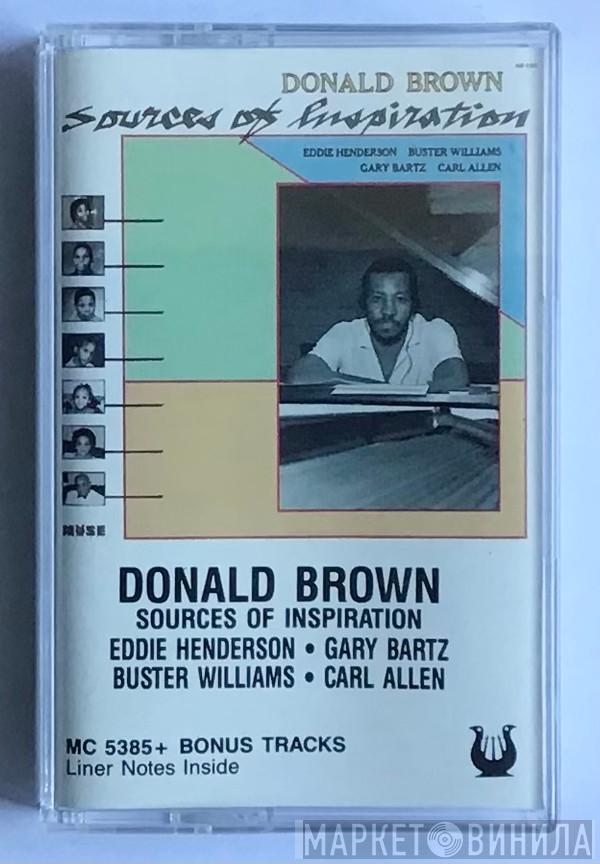 DONALD BROWN
Sources of Inspiration
EDDIE HENDERSON BUSTER WILLIAMS
GARY BARTZ CARL ALLEN
MUSE
DONALD BROWN
SOURCES OF INSPIRATION
EDDIE HENDERSON • GARY BARTZ
BUSTER WILLIAMS • CARL ALLEN
MC 5385+ BONUS TRACKS
Liner Notes Inside
МАРКЕТ ВИНИЛА